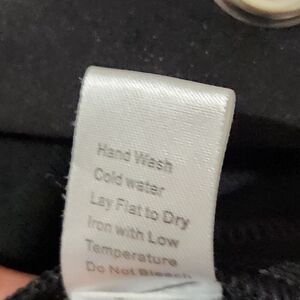 Hand Wash
Cold water
Lay Flat to Dry
Iron with Low
Temperature
Do Not Bleach